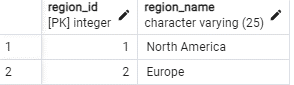 region_id region_name
[PK] integer character varying (25)
1 1 North America
2 2 Europe